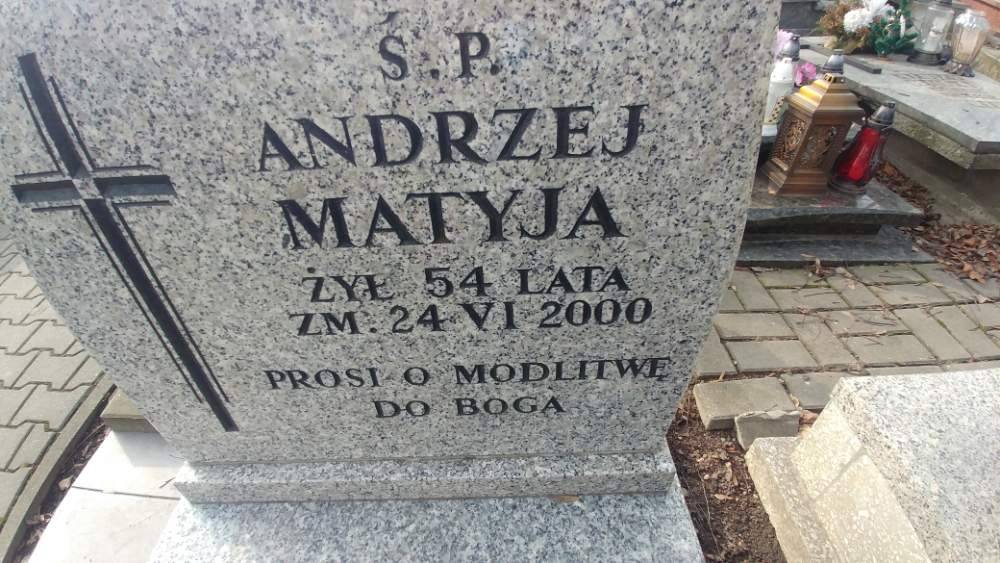 Ś.P.
ANDRZEJ
MATYJA
ŻYŁ 54 LATA
ZM. 24 VI 2000
PROSI O MODLITWĘ
DO BOGA